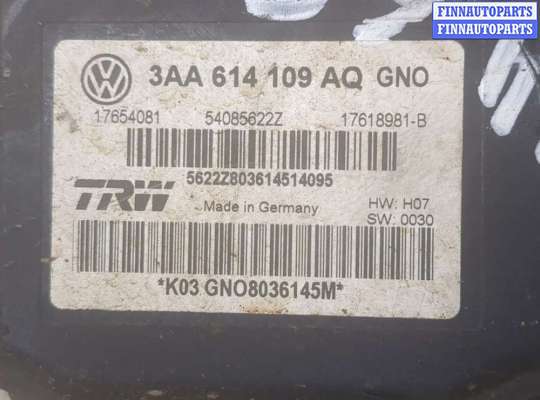 FINNAUTOPARTS
FINNAUTOPARTS
3AA 614 109 AQ GNO
17654081 54085622Z 17618981-B
5622Z803614514095
TRW Made in Germany HW: H07
SW: 0030
*K03 GNO8036145M*